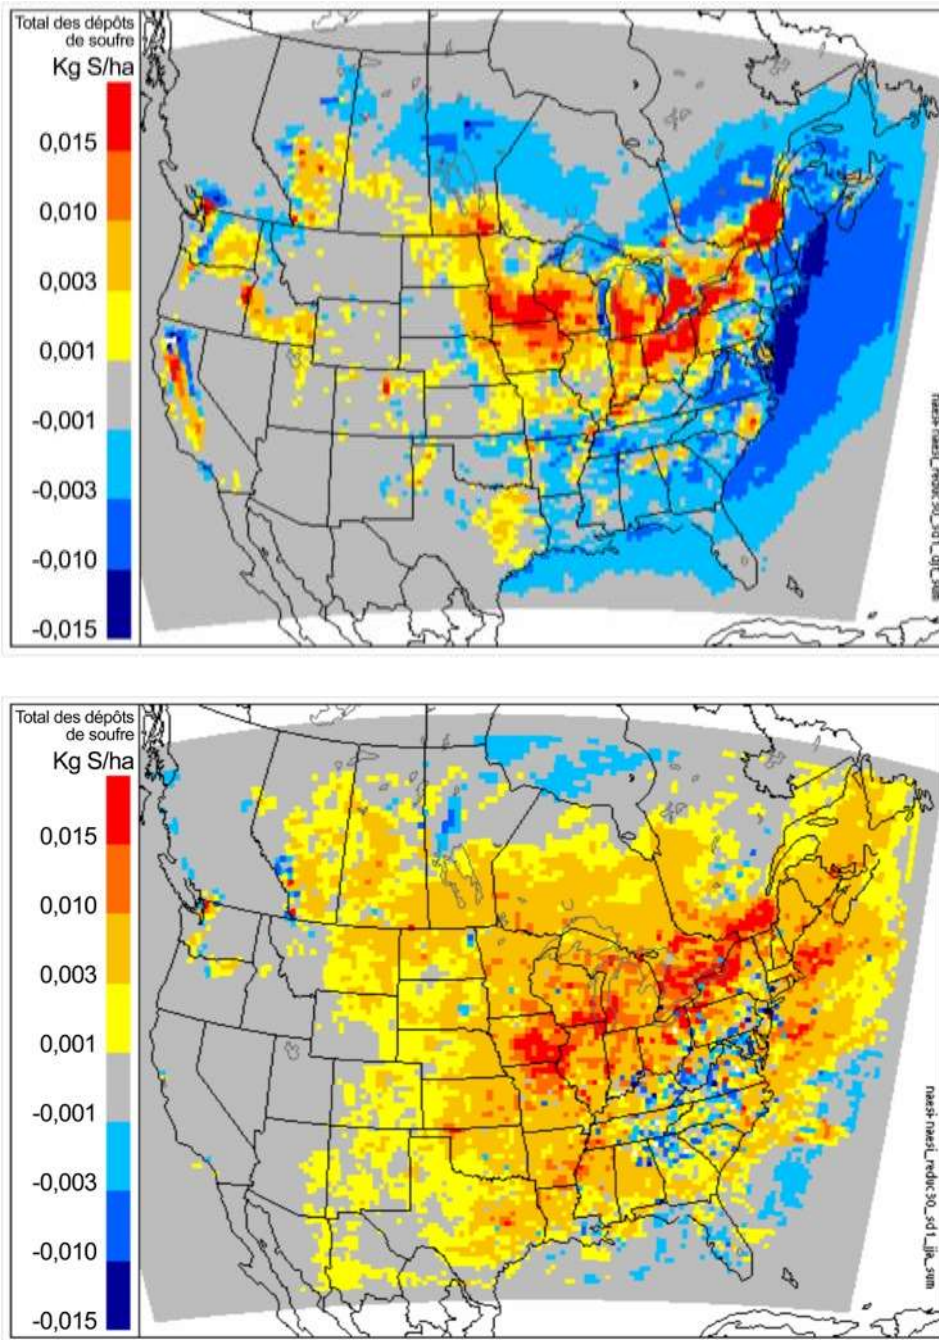 Total des dépôts
de soufre
Kg S/ha
0,015
0,010
0,003
0,001
-0,001
-0,003
-0,010
-0,015
Total des dépôts
de soufre
Kg S/ha
0,015
0,010
0,003
0,001
-0,001
-0,003
-0,010
-0,015
naasi-naasi_reduc30_sd1_jja_sum